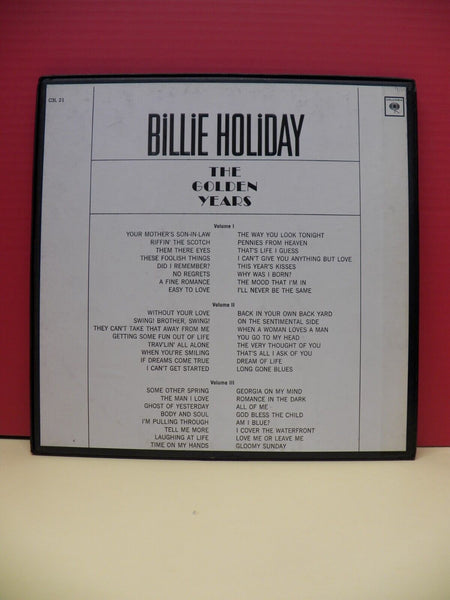 C3L 21
BiLLiE HOLiDAY
THE
GOLDEN
YEARS
Volume I
YOUR MOTHER'S SON-IN-LAW
RIFFIN' THE SCOTCH
THEM THERE EYES
THESE FOOLISH THINGS
DID I REMEMBER?
NO REGRETS
A FINE ROMANCE
EASY TO LOVE
THE WAY YOU LOOK TONIGHT
PENNIES FROM HEAVEN
THAT'S LIFE I GUESS
I CAN'T GIVE YOU ANYTHING BUT LOVE
THIS YEAR'S KISSES
WHY WAS I BORN?
THE MOOD THAT I'M IN
I'LL NEVER BE THE SAME
Volume II
WITHOUT YOUR LOVE
SWING! BROTHER, SWING!
THEY CAN'T TAKE THAT AWAY FROM ME
GETTING SOME FUN OUT OF LIFE
TRAV'LIN' ALL ALONE
WHEN YOU'RE SMILING
IF DREAMS COME TRUE
I CAN'T GET STARTED
BACK IN YOUR OWN BACK YARD
ON THE SENTIMENTAL SIDE
WHEN A WOMAN LOVES A MAN
YOU GO TO MY HEAD
THE VERY THOUGHT OF YOU
THAT'S ALL I ASK OF YOU
DREAM OF LIFE
LONG GONE BLUES
Volume III
SOME OTHER SPRING
THE MAN I LOVE
GHOST OF YESTERDAY
BODY AND SOUL
I'M PULLING THROUGH
TELL ME MORE
LAUGHING AT LIFE
TIME ON MY HANDS
GEORGIA ON MY MIND
ROMANCE IN THE DARK
ALL OF ME
GOD BLESS THE CHILD
AM I BLUE?
I COVER THE WATERFRONT
LOVE ME OR LEAVE ME
GLOOMY SUNDAY